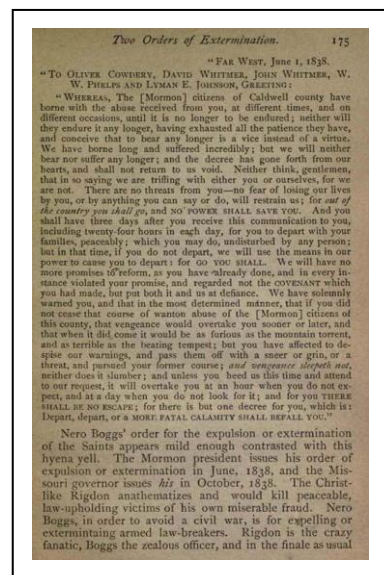 Two Orders of Extermination. 175
"FAR WEST, June 1, 1838.
"TO OLIVER COWDERY, DAVID WHITMER, JOHN WHITMER, W.
W. PHELPS AND LYMAN E. JOHNSON, GREETING:
"WHEREAS, The [Mormon] citizens of Caldwell county have
borne with the abuse received from you, at different times, and on
different occasions, until it is no longer to be endured; neither will
they endure it any longer, having exhausted all the patience they have,
and conceive that to bear any longer is a vice instead of a virtue.
We have borne long and suffered incredibly; but we will neither
bear nor suffer any longer; and the decree has gone forth from our
hearts, and shall not return to us void. Neither think, gentlemen,
that in so saying we are trifling with either you or ourselves, for we
are not. There are no threats from you—no fear of losing our lives
by you, or by anything you can say or do, will restrain us; for out of
the country you shall go, and NO POWER SHALL SAVE YOU. And you
shall have three days after you receive this communication to you,
including twenty-four hours in each day, for you to depart with your
families, peaceably; which you may do, undisturbed by any person;
but in that time, if you do not depart, we will use the means in our
power to cause you to depart: for GO YOU SHALL. We will have no
more promises to reform, as you have already done, and in every in-
stance violated your promise, and regarded not the COVENANT which
you had made, but put both it and us at defiance. We have solemnly
warned you, and that in the most determined manner, that if you did
not cease that course of wanton abuse of the [Mormon] citizens of
this county, that vengeance would overtake you sooner or later, and
that when it did come it would be as furious as the mountain torrent,
and as terrible as the beating tempest; but you have affected to de-
spise our warnings, and pass them off with a sneer or grin, or a
threat, and pursued your former course; and vengeance sleepeth not,
neither does it slumber; and unless you heed us this time and attend
to our request, it will overtake you at an hour when you do not ex-
pect, and at a day when you do not look for it; and for you THERE
SHALL BE NO ESCAPE; for there is but one decree for you, which is:
Depart, depart, or a MORE FATAL CALAMITY SHALL BEFALL YOU."
Nero Boggs' order for the expulsion or extermination
of the Saints appears mild enough contrasted with this
hyena yell. The Mormon president issues his order of
expulsion or extermination in June, 1838, and the Mis-
souri governor issues his in October, 1838. The Christ-
like Rigdon anathematizes and would kill peaceable,
law-upholding victims of his own miserable fraud. Nero
Boggs, in order to avoid a civil war, is for expelling or
extermintaing armed law-breakers. Rigdon is the crazy
fanatic, Boggs the zealous officer, and in the finale as usual